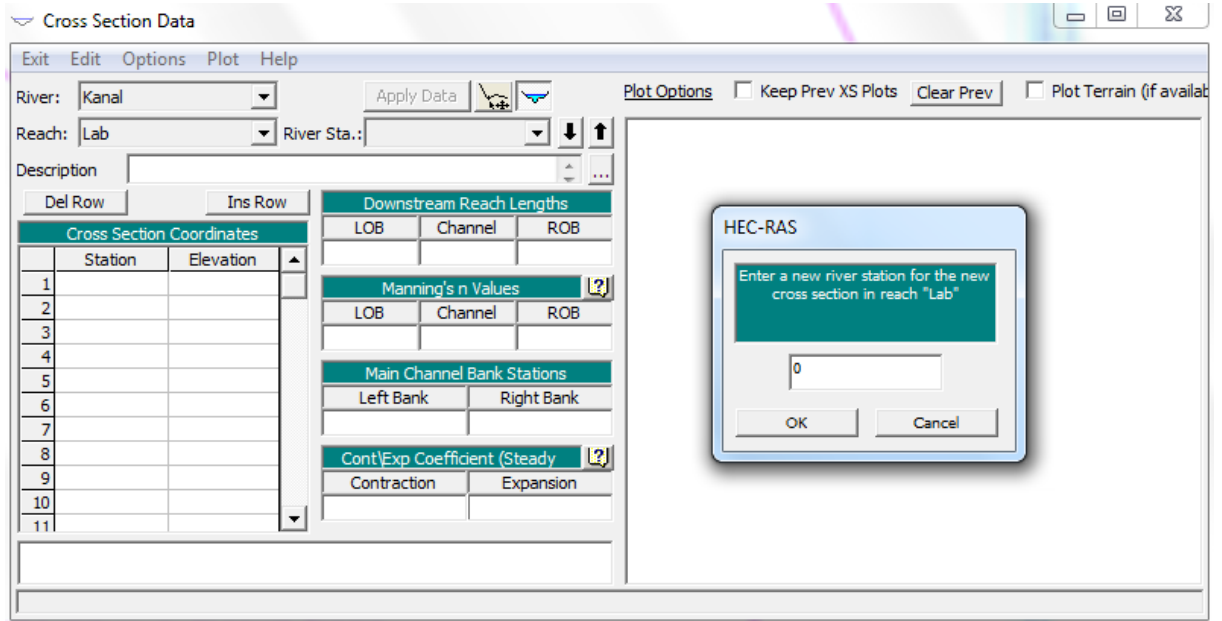 Cross Section Data
Exit Edit Options Plot Help
River: Kanal Apply Data Plot Options Keep Prev XS Plots Clear Prev Plot Terrain (if availab
Reach: Lab River Sta.:
Description ...
Del Row Ins Row Downstream Reach Lengths
Cross Section Coordinates LOB Channel ROB
Station Elevation
1
2
3
4
5
6
7
8
9
10
11
Manning's n Values
LOB Channel ROB
Main Channel Bank Stations
Left Bank Right Bank
Cont\Exp Coefficient (Steady
Contraction Expansion
HEC-RAS
Enter a new river station for the new
cross section in reach "Lab"
0
OK Cancel